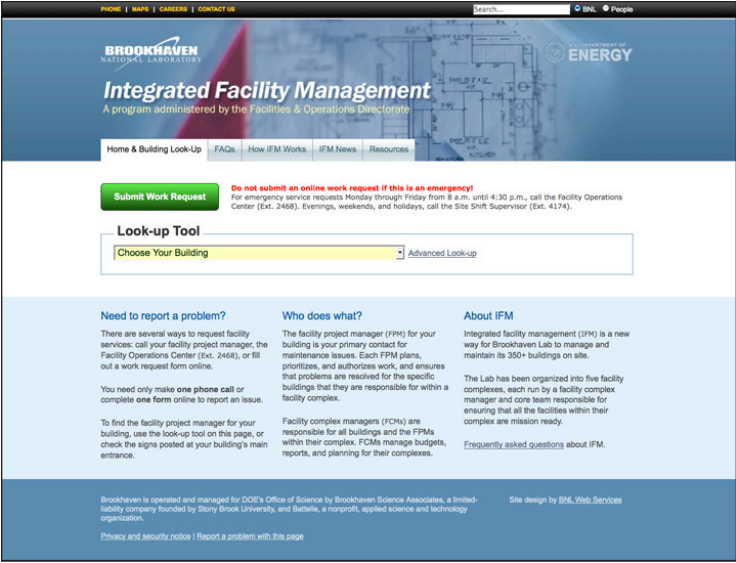 PHONE | MAPS | CAREERS | CONTACT US
Search... BNL People
BROOKHAVEN
NATIONAL LABORATORY
U.S. DEPARTMENT OF
ENERGY
Integrated Facility Management
A program administered by the Facilities & Operations Directorate
Home & Building Look-Up FAQs How IFM Works IFM News Resources
Submit Work Request
Do not submit an online work request if this is an emergency!
For emergency service requests Monday through Friday from 8 a.m. until 4:30 p.m., call the Facility Operations
Center (Ext. 2468). Evenings, weekends, and holidays, call the Site Shift Supervisor (Ext. 4174).
Look-up Tool
Choose Your Building
Advanced Look-up
Need to report a problem?
There are several ways to request facility
services: call your facility project manager, the
Facility Operations Center (Ext. 2468), or fill
out a work request form online.
You need only make one phone call or
complete one form online to report an issue.
To find the facility project manager for your
building, use the look-up tool on this page, or
check the signs posted at your building's main
entrance.
Who does what?
The facility project manager (FPM) for your
building is your primary contact for
maintenance issues. Each FPM plans,
prioritizes, and authorizes work, and ensures
that problems are resolved for the specific
buildings that they are responsible for within a
facility complex.
Facility complex managers (FCMs) are
responsible for all buildings and the FPMs
within their complex. FCMs manage budgets,
reports, and planning for their complexes.
About IFM
Integrated facility management (IFM) is a new
way for Brookhaven Lab to manage and
maintain its 350+ buildings on site.
The Lab has been organized into five facility
complexes, each run by a facility complex
manager and core team responsible for
ensuring that all the facilities within their
complex are mission ready.
Frequently asked questions about IFM.
Brookhaven is operated and managed for DOE's Office of Science by Brookhaven Science Associates, a limited-
liability company founded by Stony Brook University, and Battelle, a nonprofit, applied science and technology
organization.
Privacy and security notice | Report a problem with this page
Site design by BNL Web Services